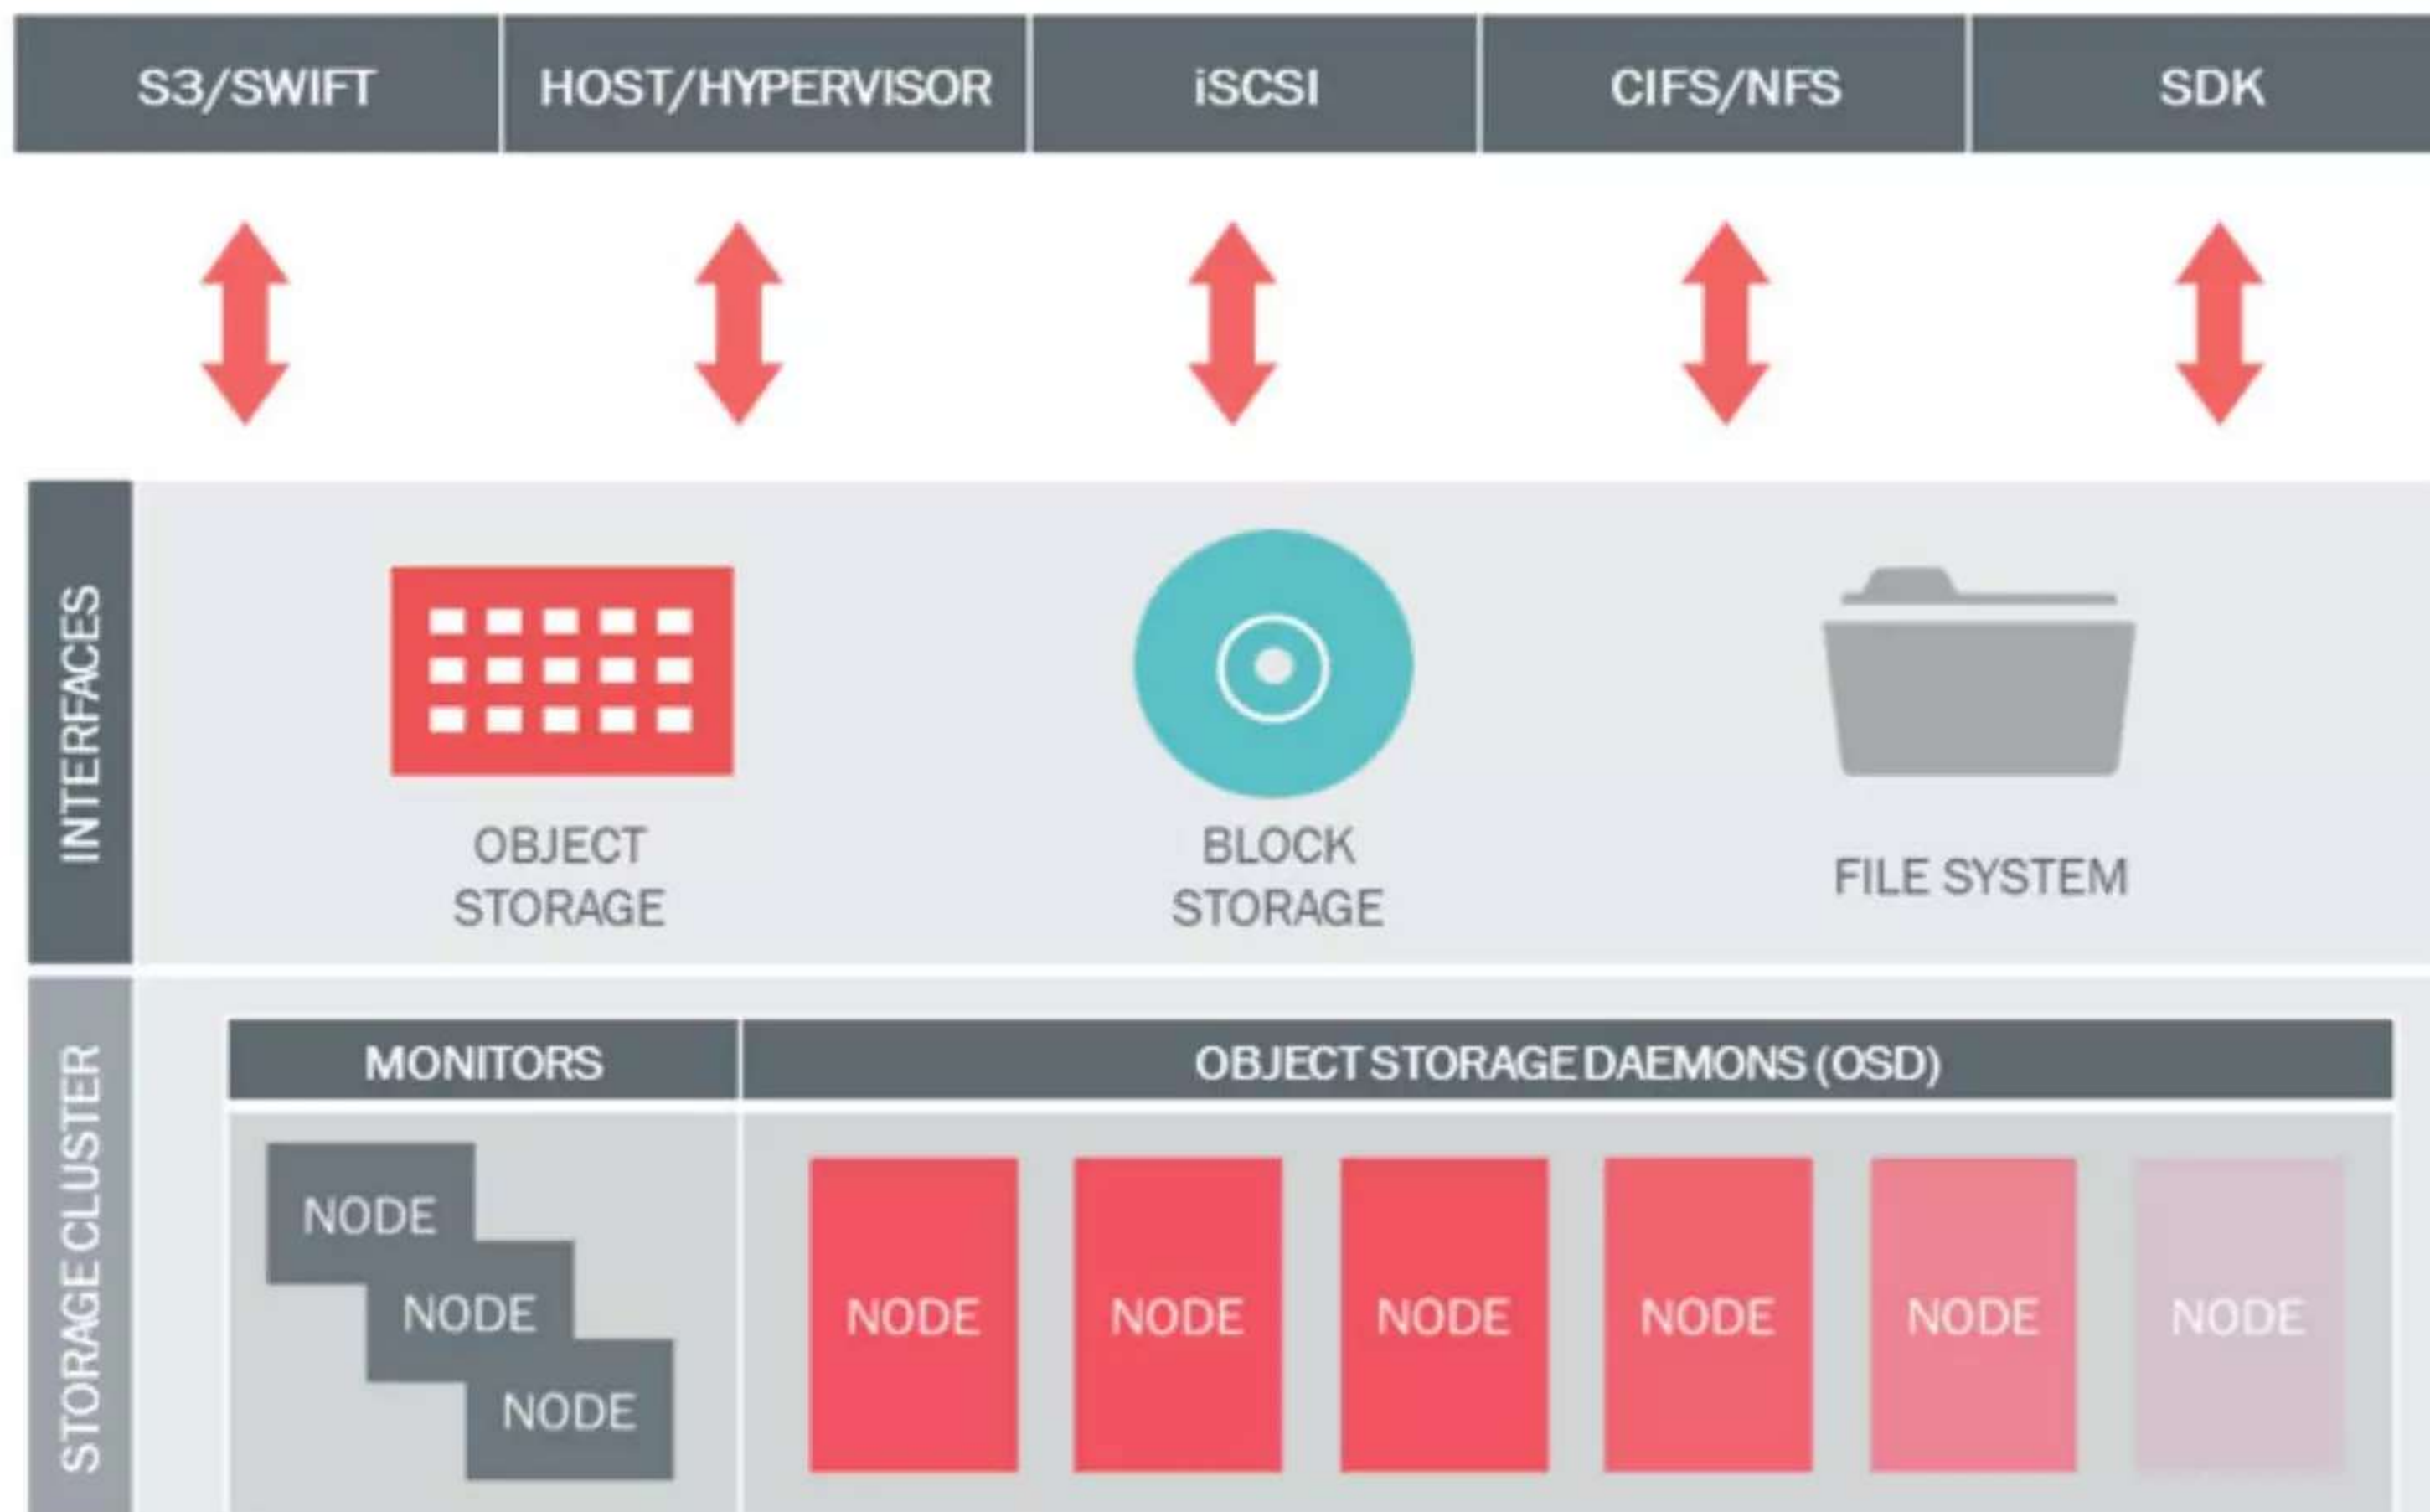 S3/SWIFT
HOST/HYPERVISOR
iSCSI
CIFS/NFS
SDK
INTERFACES
OBJECT
STORAGE
BLOCK
STORAGE
FILE SYSTEM
STORAGE CLUSTER
MONITORS
OBJECT STORAGE DAEMONS (OSD)
NODE
NODE
NODE
NODE
NODE
NODE
NODE
NODE
NODE